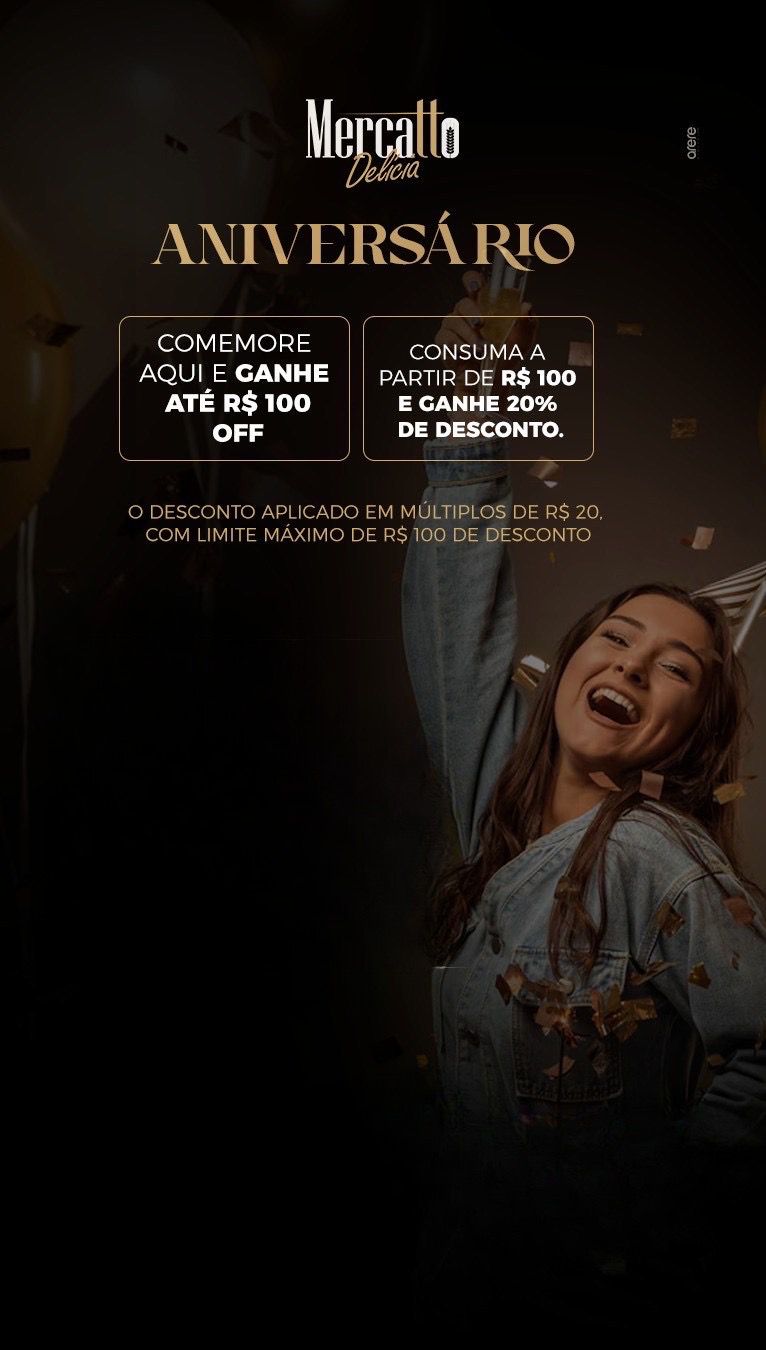 Mercatto
Delícia
arere
ANIVERSÁRIO
COMEMORE
AQUI E GANHE
ATÉ R$ 100
OFF
CONSUMA A
PARTIR DE R$ 100
E GANHE 20%
DE DESCONTO.
O DESCONTO APLICADO EM MÚLTIPLOS DE R$ 20,
COM LIMITE MÁXIMO DE R$ 100 DE DESCONTO